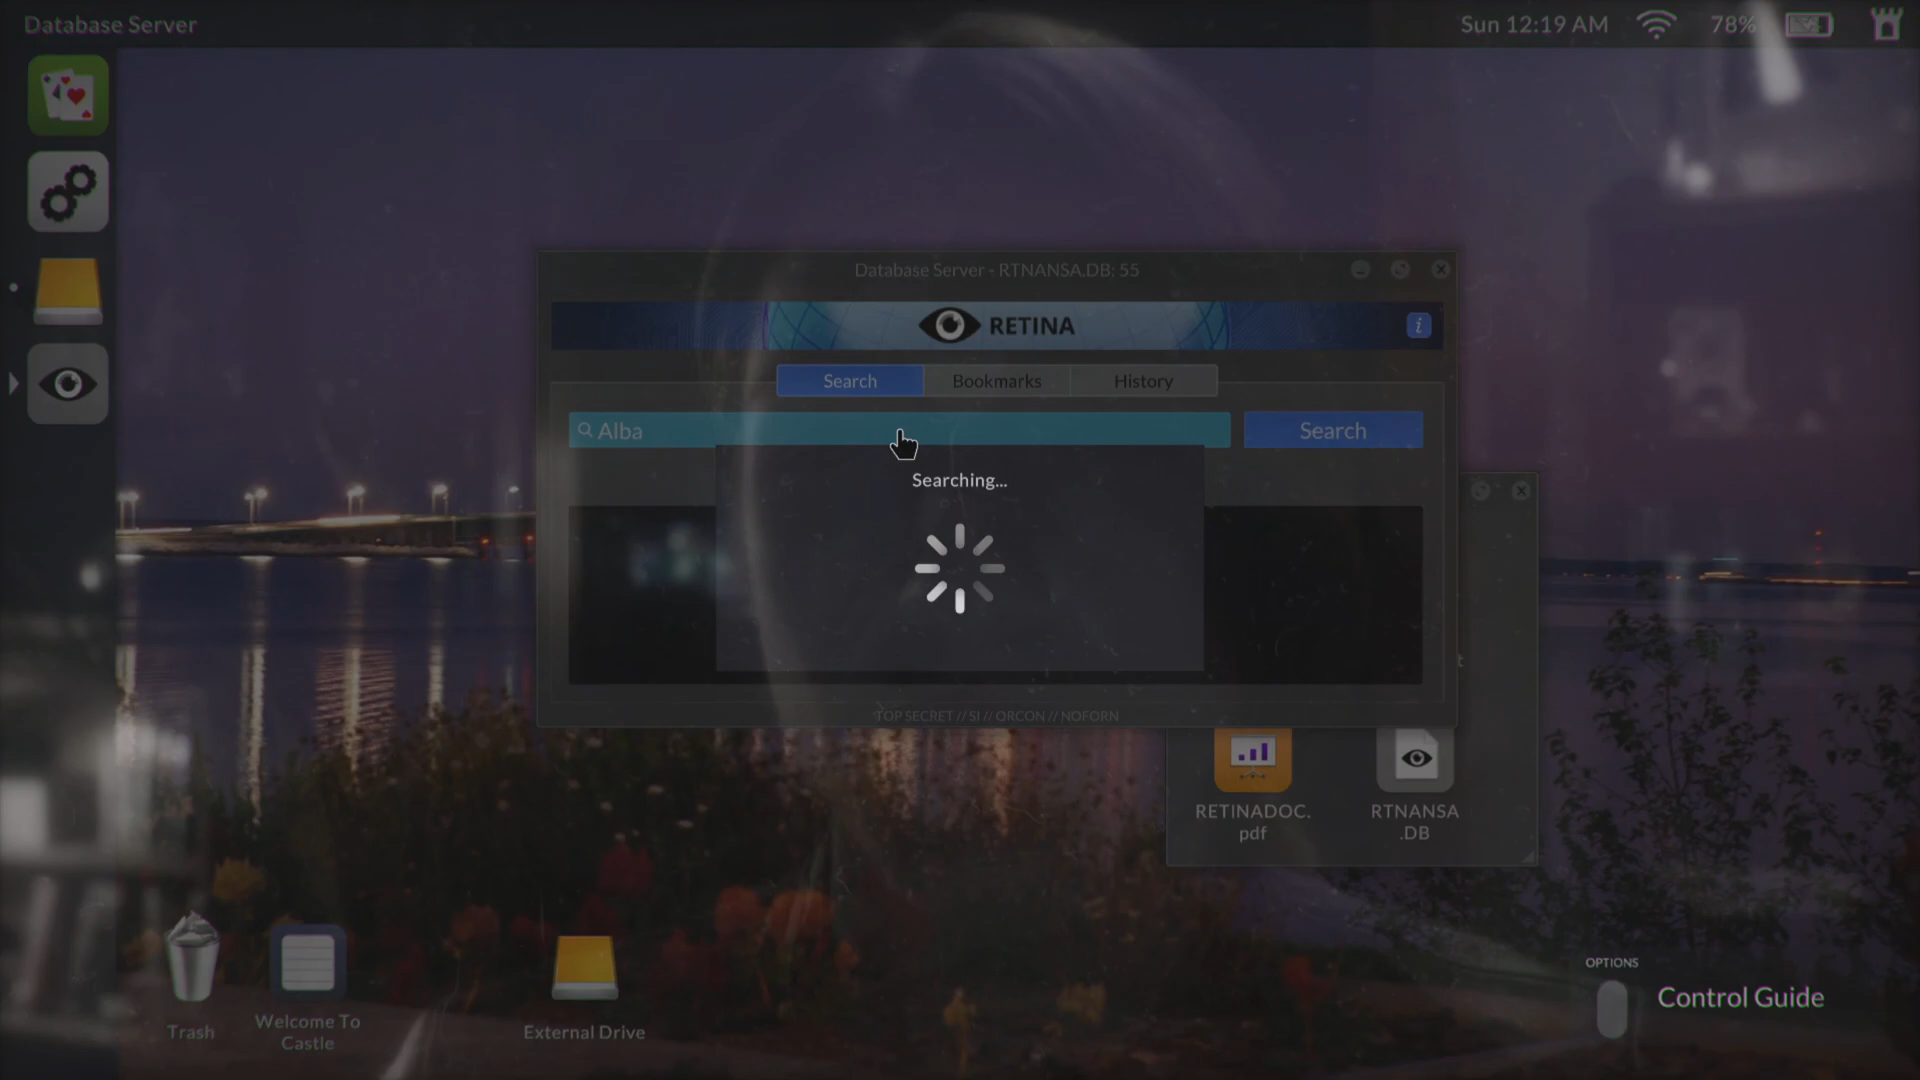 Database Server
Sun 12:19 AM
78%
Database Server - RTNANSA.DB: 55
RETINA
i
Search
Bookmarks
History
Alba
Search
Searching...
TOP SECRET // SI // ORCON // NOFORN
RETINADOC.
pdf
RTNANSA
.DB
Trash
Welcome To
Castle
External Drive
OPTIONS
Control Guide